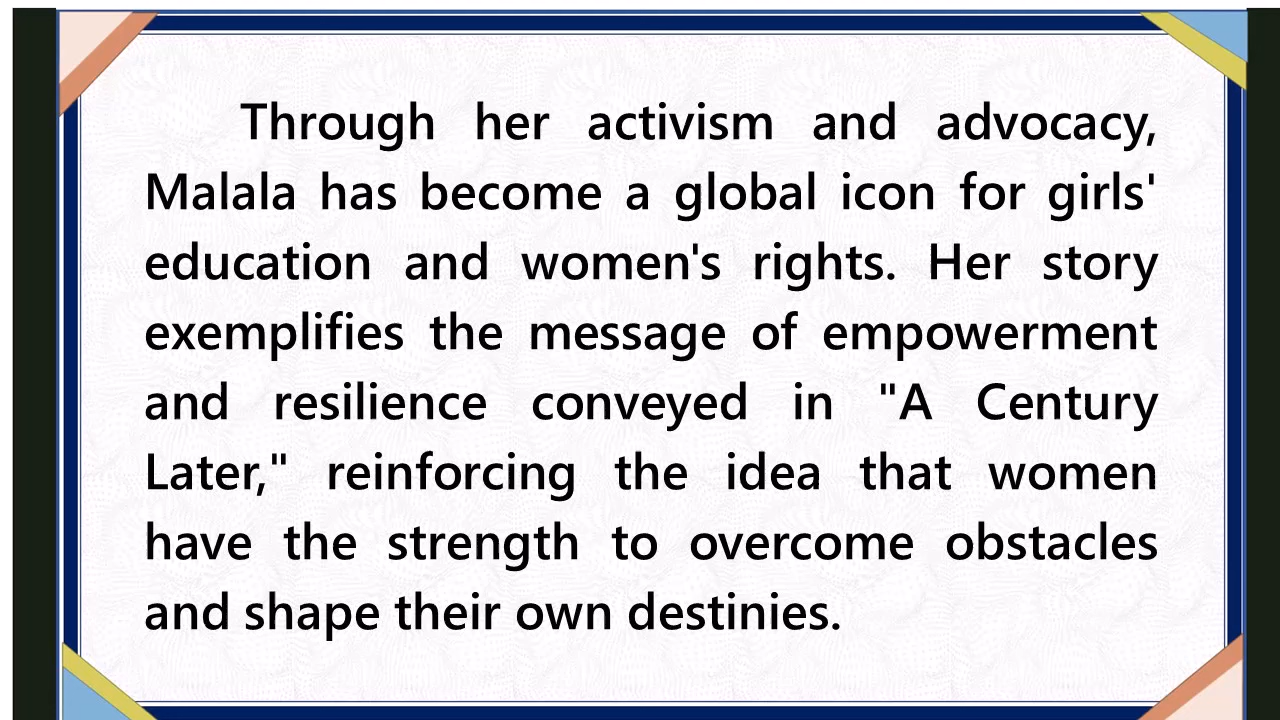 Through her activism and advocacy,
Malala has become a global icon for girls'
education and women's rights. Her story
exemplifies the message of empowerment
and resilience conveyed in "A Century
Later," reinforcing the idea that women
have the strength to overcome obstacles
and shape their own destinies.